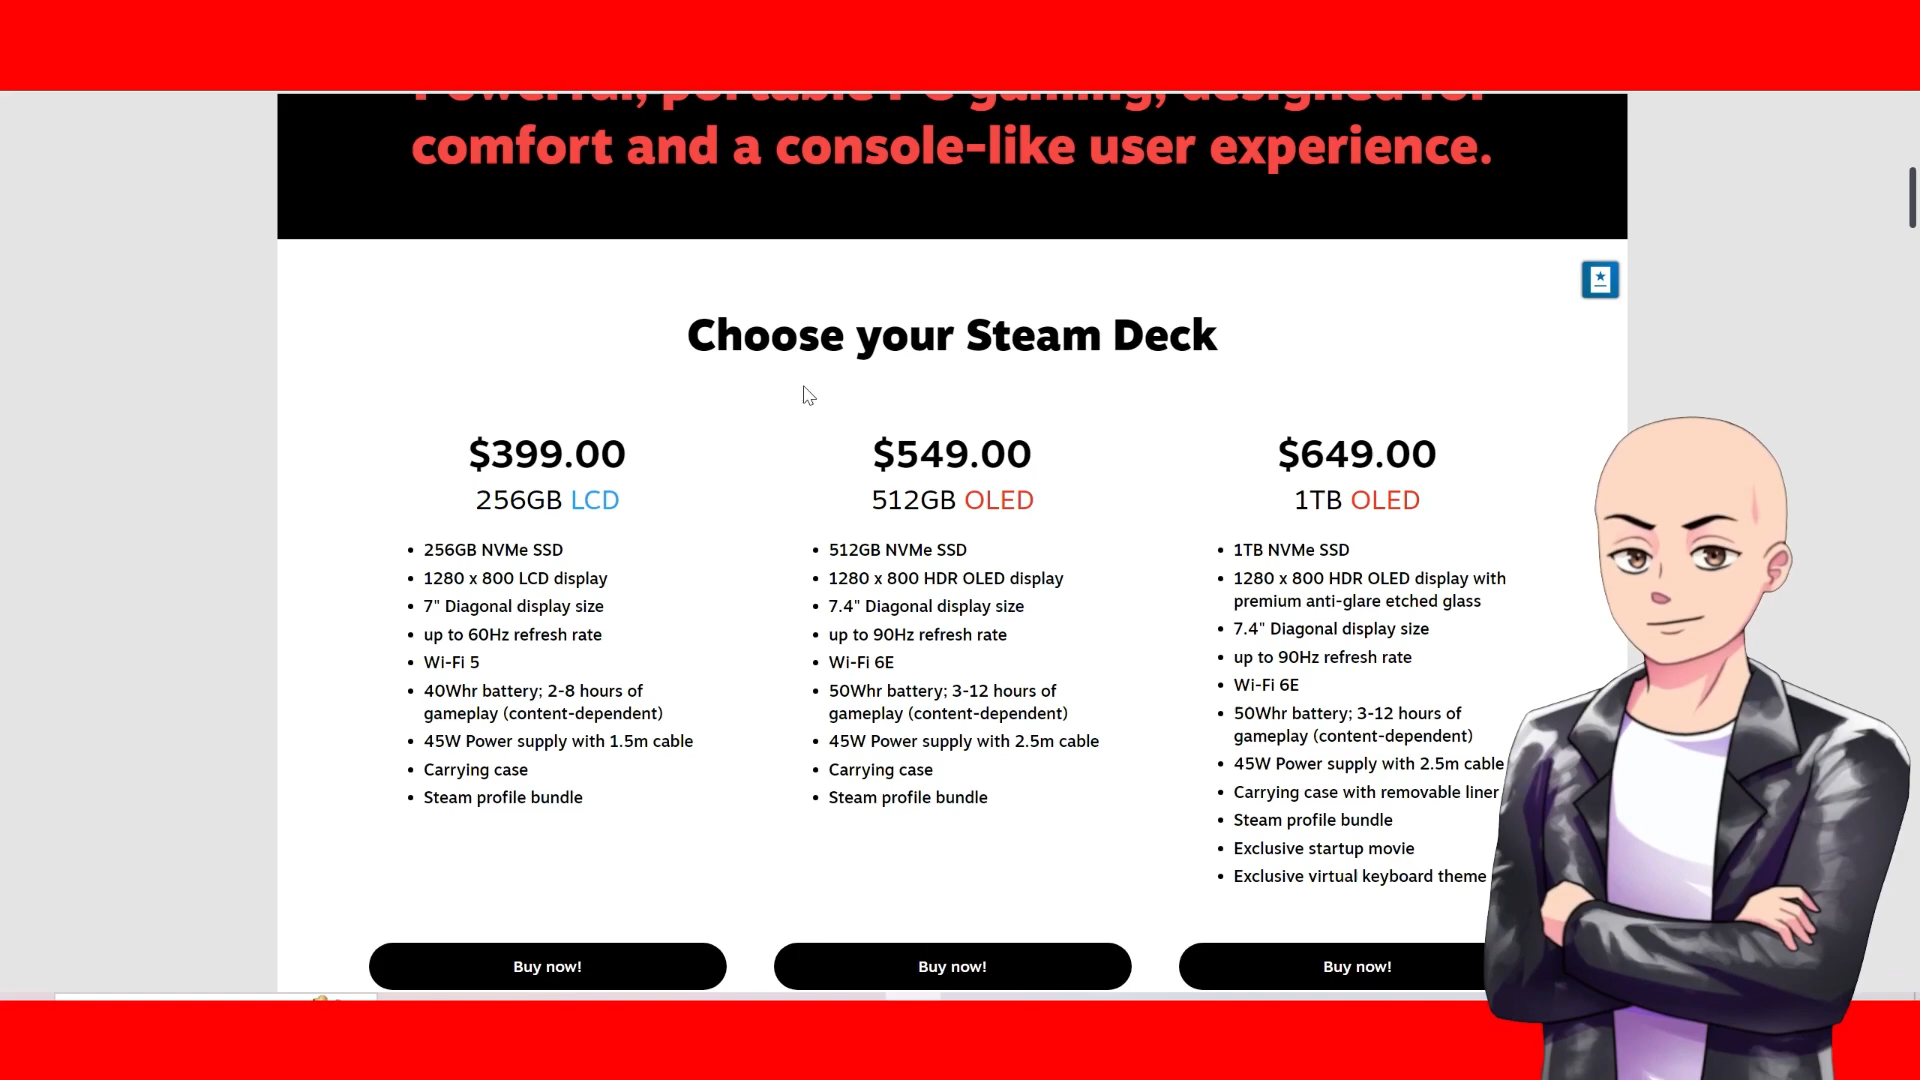 Powerful, portable PC gaming, designed for
comfort and a console-like user experience.
Choose your Steam Deck
$399.00
256GB LCD
• 256GB NVMe SSD
• 1280 x 800 LCD display
• 7" Diagonal display size
• up to 60Hz refresh rate
• Wi-Fi 5
• 40Whr battery; 2-8 hours of
gameplay (content-dependent)
• 45W Power supply with 1.5m cable
• Carrying case
• Steam profile bundle
Buy now!
$549.00
512GB OLED
• 512GB NVMe SSD
• 1280 x 800 HDR OLED display
• 7.4" Diagonal display size
• up to 90Hz refresh rate
• Wi-Fi 6E
• 50Whr battery; 3-12 hours of
gameplay (content-dependent)
• 45W Power supply with 2.5m cable
• Carrying case
• Steam profile bundle
Buy now!
$649.00
1TB OLED
• 1TB NVMe SSD
• 1280 x 800 HDR OLED display with
premium anti-glare etched glass
• 7.4" Diagonal display size
• up to 90Hz refresh rate
• Wi-Fi 6E
• 50Whr battery; 3-12 hours of
gameplay (content-dependent)
• 45W Power supply with 2.5m cable
• Carrying case with removable liner
• Steam profile bundle
• Exclusive startup movie
• Exclusive virtual keyboard theme
Buy now!